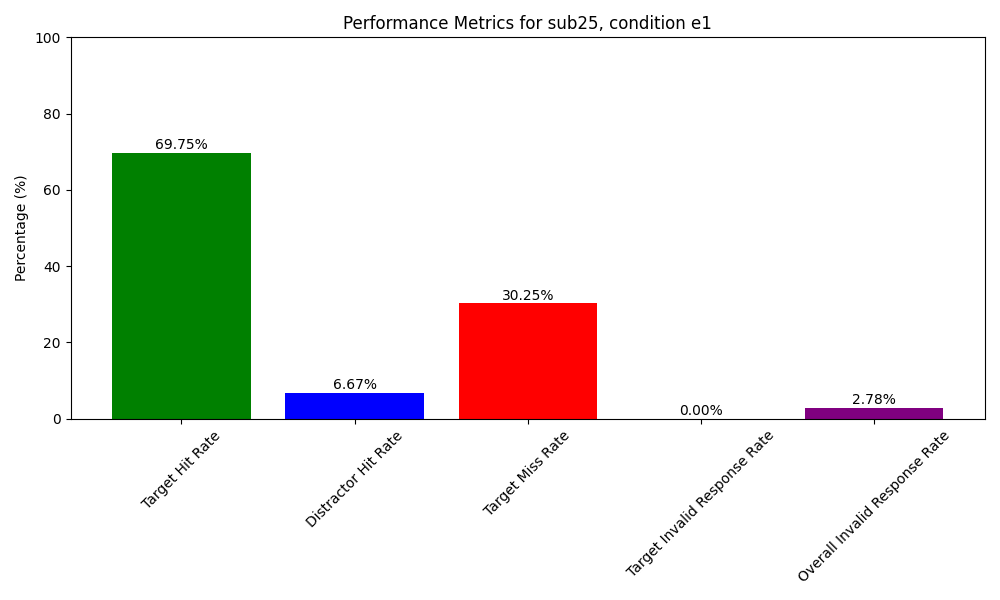 Performance Metrics for sub25, condition e1
Percentage (%)
100
80
60
40
20
0
69.75%
6.67%
30.25%
0.00%
2.78%
Target Hit Rate
Distractor Hit Rate
Target Miss Rate
Target Invalid Response Rate
Overall Invalid Response Rate